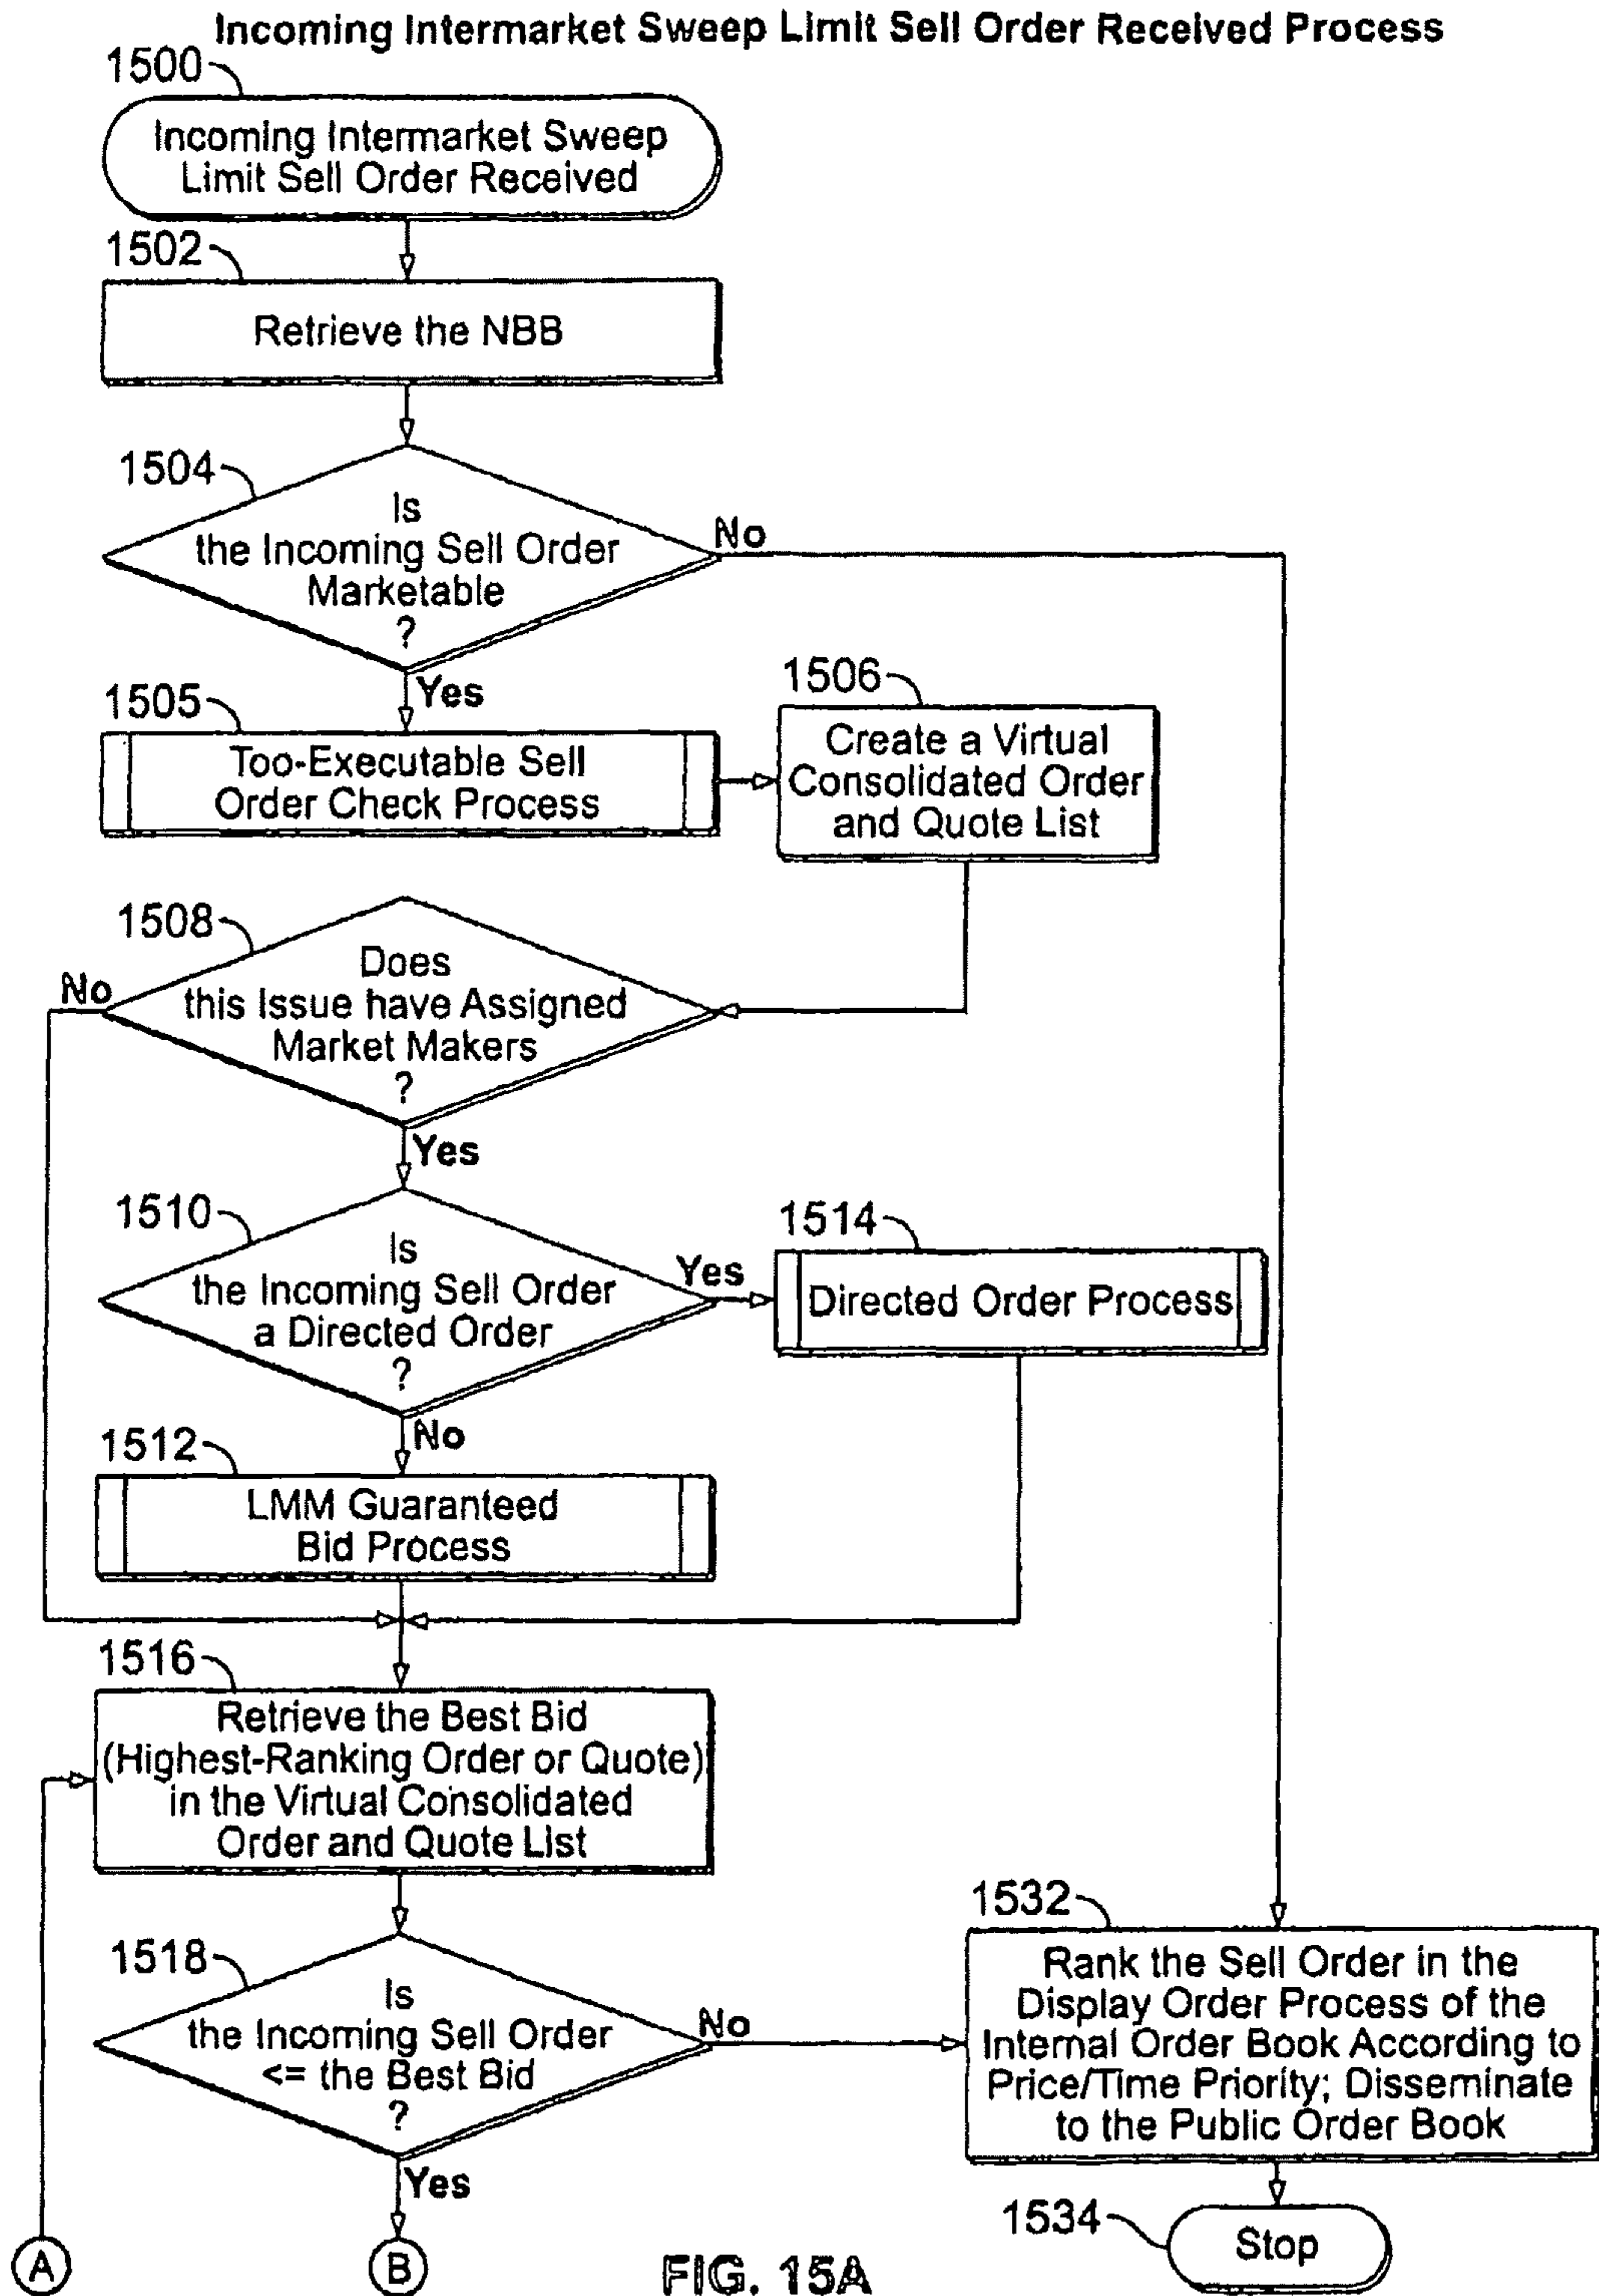 Incoming Intermarket Sweep Limit Sell Order Received Process
1500
Incoming Intermarket Sweep
Limit Sell Order Received
1502
Retrieve the NBB
1504
Is
the Incoming Sell Order
Marketable
?
No
Yes
1505
Too-Executable Sell
Order Check Process
1506
Create a Virtual
Consolidated Order
and Quote List
1508
Does
this Issue have Assigned
Market Makers
?
No
Yes
1510
Is
the Incoming Sell Order
a Directed Order
?
Yes
1514
Directed Order Process
No
1512
LMM Guaranteed
Bid Process
1516
Retrieve the Best Bid
(Highest-Ranking Order or Quote)
in the Virtual Consolidated
Order and Quote List
1518
Is
the Incoming Sell Order
<= the Best Bid
?
No
1532
Rank the Sell Order in the
Display Order Process of the
Internal Order Book According to
Price/Time Priority; Disseminate
to the Public Order Book
Yes
1534
Stop
A
B
FIG. 15A